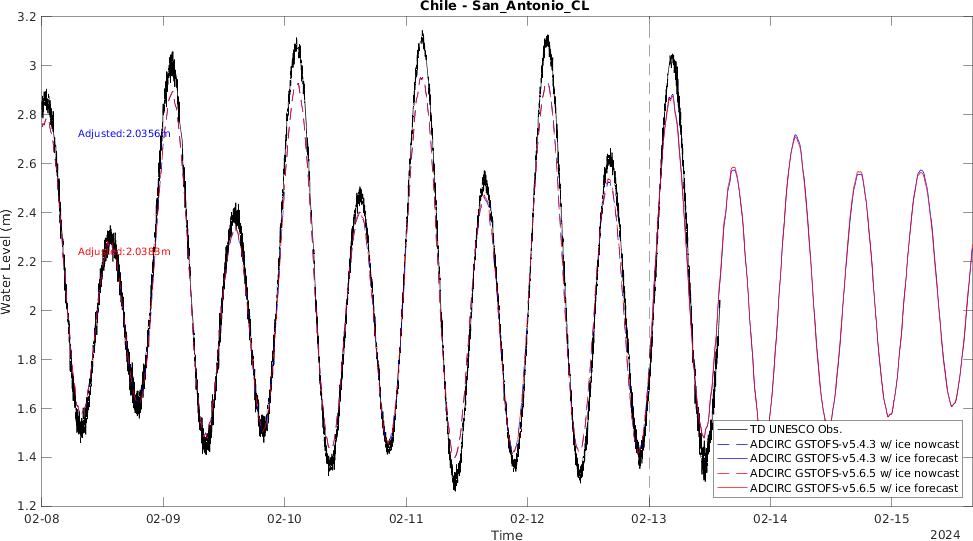 Chile - San_Antonio_CL
3.2
3
2.8
2.6
2.4
2.2
2
1.8
1.6
1.4
1.2
Water Level (m)
Adjusted:2.0356m
Adjusted:2.0389m
TD UNESCO Obs.
ADCIRC GSTOFS-v5.4.3 w/ ice nowcast
ADCIRC GSTOFS-v5.4.3 w/ ice forecast
ADCIRC GSTOFS-v5.6.5 w/ ice nowcast
ADCIRC GSTOFS-v5.6.5 w/ ice forecast
02-08 02-09 02-10 02-11 02-12 02-13 02-14 02-15
Time
2024